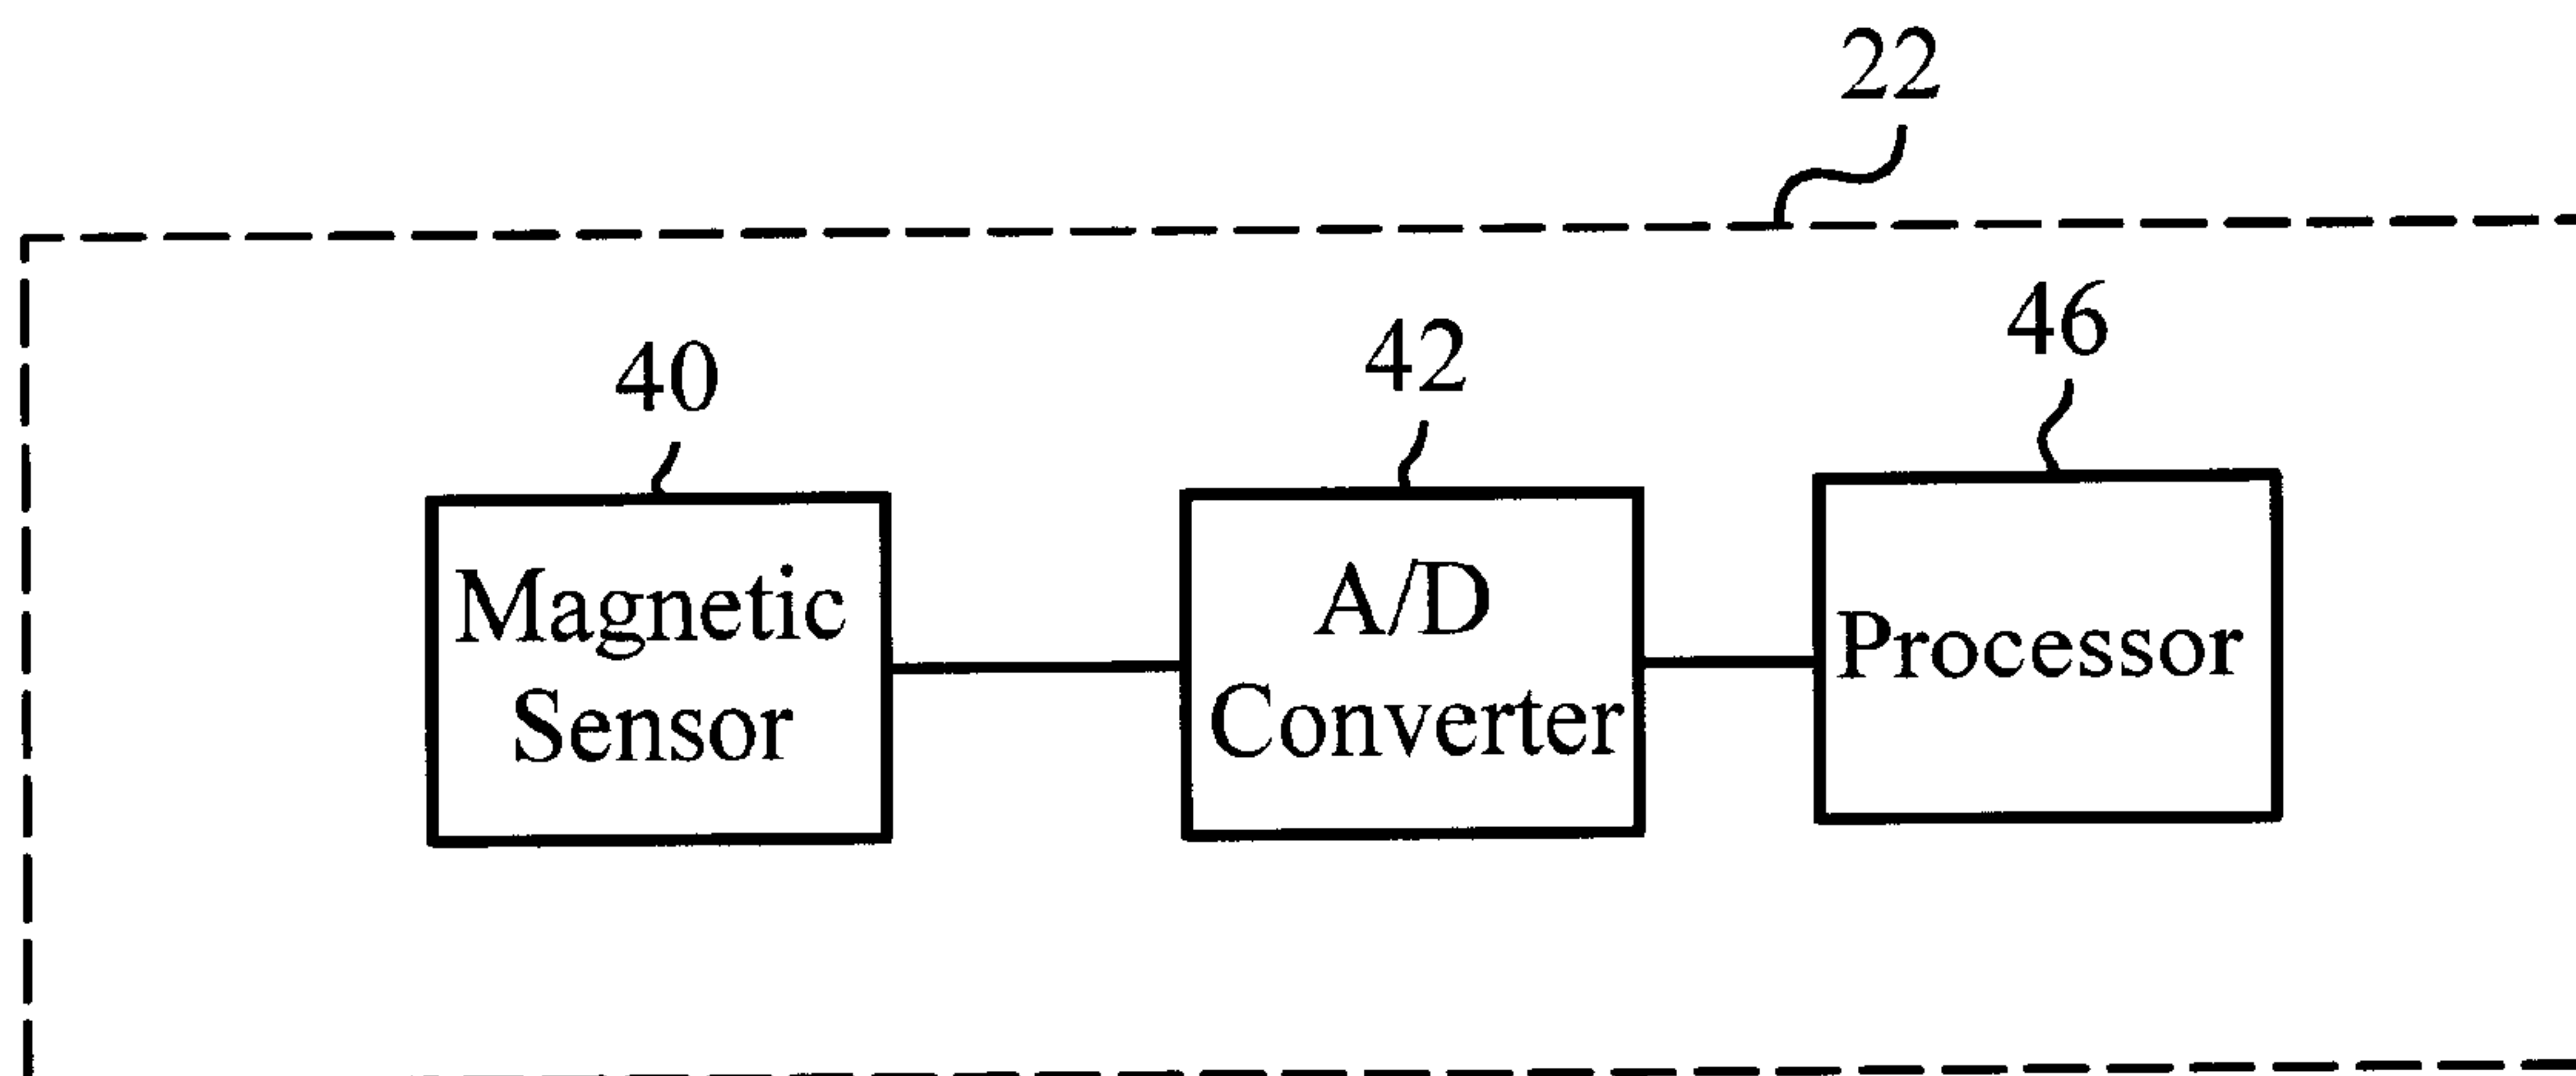 22
40
42
46
Magnetic
Sensor
A/D
Converter
Processor